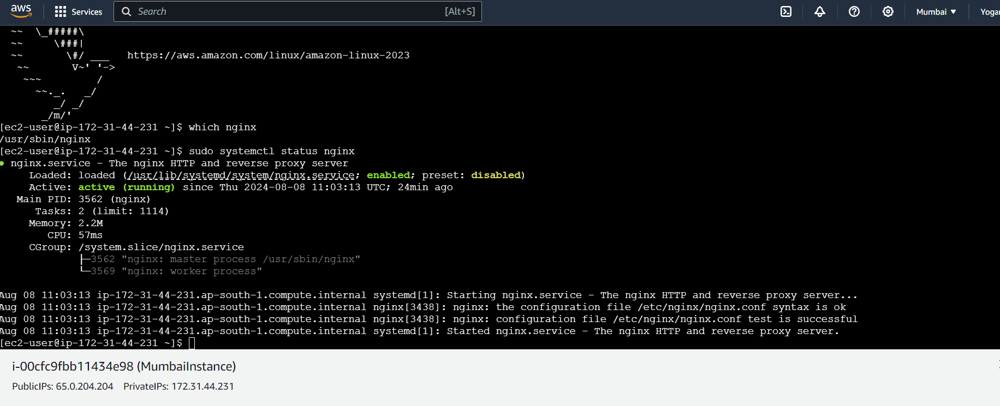 aws Services Search [Alt+S] Mumbai ▼
~~  \_#####\
~~     \###|
~~       \#/ ___   https://aws.amazon.com/linux/amazon-linux-2023
 ~~       V~' '->
  ~~~         /
    ~~._.   _/
       _/ _/
     _/m/'
[ec2-user@ip-172-31-44-231 ~]$ which nginx
/usr/sbin/nginx
[ec2-user@ip-172-31-44-231 ~]$ sudo systemctl status nginx
● nginx.service - The nginx HTTP and reverse proxy server
Loaded: loaded (/usr/lib/systemd/system/nginx.service; enabled; preset: disabled)
Active: active (running) since Thu 2024-08-08 11:03:13 UTC; 24min ago
Main PID: 3562 (nginx)
Tasks: 2 (limit: 1114)
Memory: 2.2M
CPU: 57ms
CGroup: /system.slice/nginx.service
├─3562 "nginx: master process /usr/sbin/nginx"
└─3569 "nginx: worker process"
Aug 08 11:03:13 ip-172-31-44-231.ap-south-1.compute.internal systemd[1]: Starting nginx.service - The nginx HTTP and reverse proxy server...
Aug 08 11:03:13 ip-172-31-44-231.ap-south-1.compute.internal nginx[3438]: nginx: the configuration file /etc/nginx/nginx.conf syntax is ok
Aug 08 11:03:13 ip-172-31-44-231.ap-south-1.compute.internal nginx[3438]: nginx: configuration file /etc/nginx/nginx.conf test is successful
Aug 08 11:03:13 ip-172-31-44-231.ap-south-1.compute.internal systemd[1]: Started nginx.service - The nginx HTTP and reverse proxy server.
[ec2-user@ip-172-31-44-231 ~]$
i-00cfc9fbb11434e98 (MumbaiInstance)
PublicIPs: 65.0.204.204 PrivateIPs: 172.31.44.231